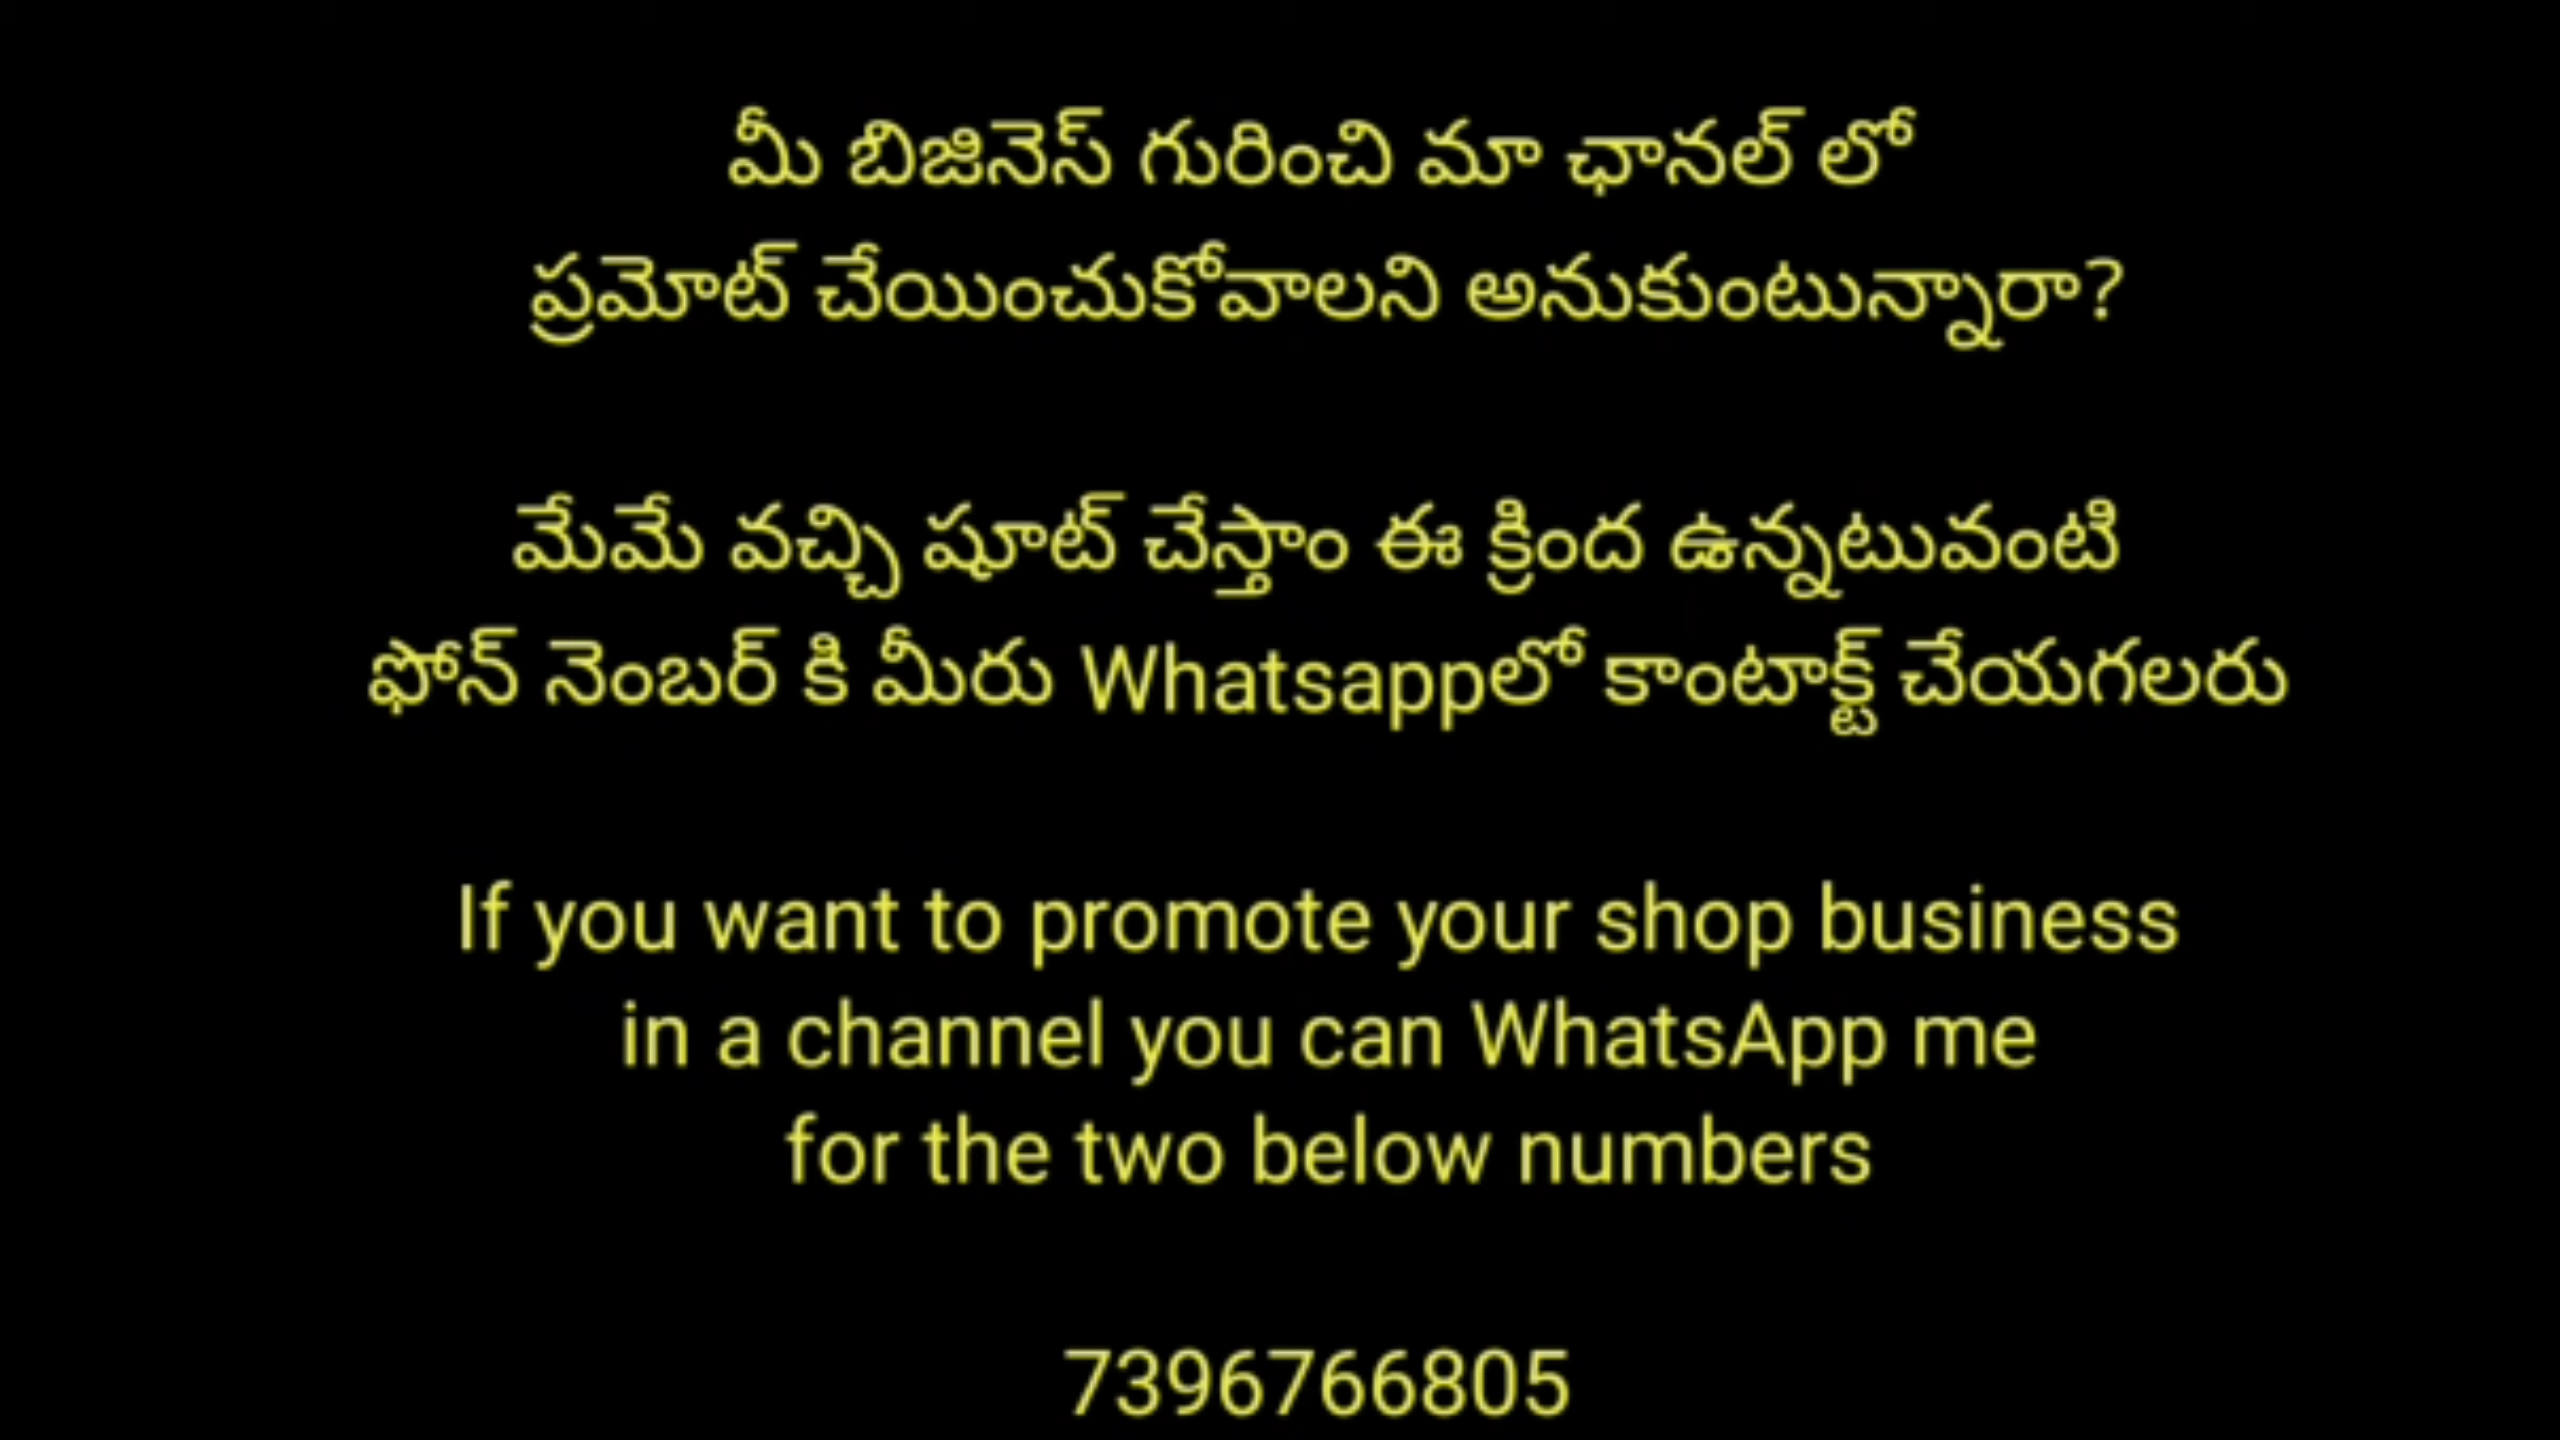 మీ బిజినెస్ గురించి మా ఛానల్ లో
ప్రమోట్ చేయించుకోవాలని అనుకుంటున్నారా?
మేమే వచ్చి షూట్ చేస్తాం ఈ క్రింద ఉన్నటువంటి
ఫోన్ నెంబర్ కి మీరు Whatsappలో కాంటాక్ట్ చేయగలరు
If you want to promote your shop business
in a channel you can WhatsApp me
for the two below numbers
7396766805